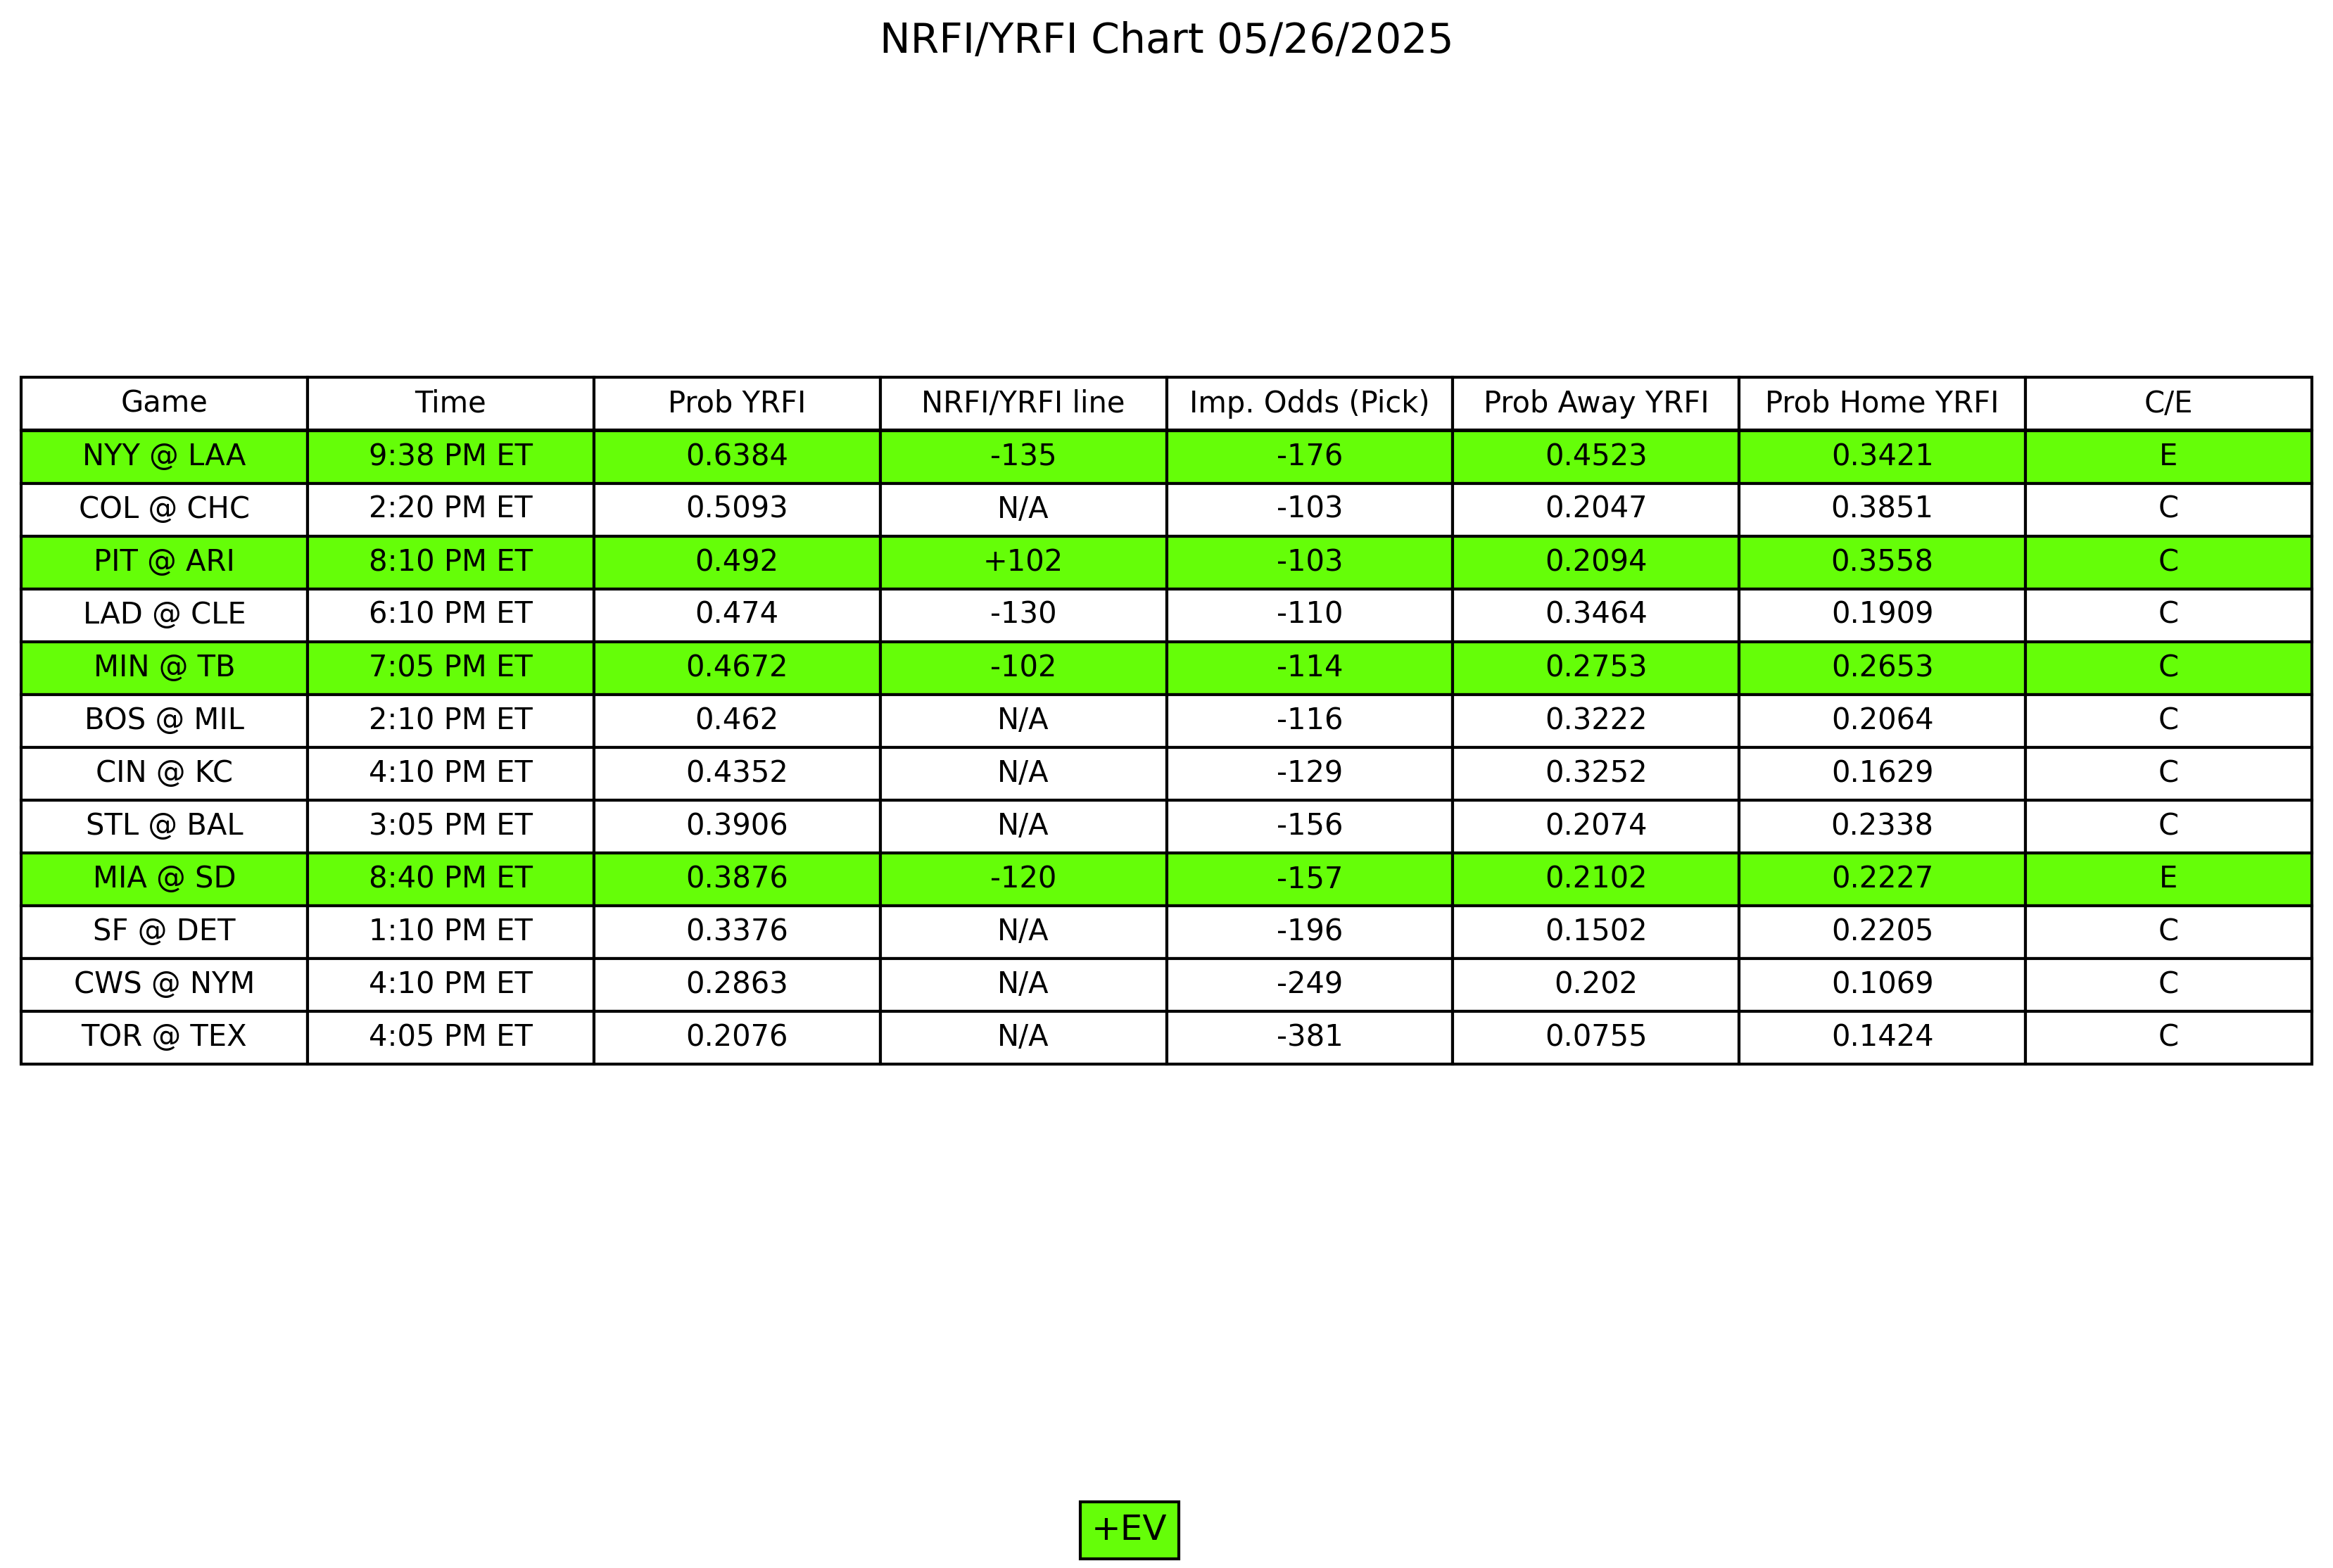 NRFI/YRFI Chart 05/26/2025
Game Time Prob YRFI NRFI/YRFI line Imp. Odds (Pick) Prob Away YRFI Prob Home YRFI C/E
NYY @ LAA 9:38 PM ET 0.6384 -135 -176 0.4523 0.3421 E
COL @ CHC 2:20 PM ET 0.5093 N/A -103 0.2047 0.3851 C
PIT @ ARI 8:10 PM ET 0.492 +102 -103 0.2094 0.3558 C
LAD @ CLE 6:10 PM ET 0.474 -130 -110 0.3464 0.1909 C
MIN @ TB 7:05 PM ET 0.4672 -102 -114 0.2753 0.2653 C
BOS @ MIL 2:10 PM ET 0.462 N/A -116 0.3222 0.2064 C
CIN @ KC 4:10 PM ET 0.4352 N/A -129 0.3252 0.1629 C
STL @ BAL 3:05 PM ET 0.3906 N/A -156 0.2074 0.2338 C
MIA @ SD 8:40 PM ET 0.3876 -120 -157 0.2102 0.2227 E
SF @ DET 1:10 PM ET 0.3376 N/A -196 0.1502 0.2205 C
CWS @ NYM 4:10 PM ET 0.2863 N/A -249 0.202 0.1069 C
TOR @ TEX 4:05 PM ET 0.2076 N/A -381 0.0755 0.1424 C
+EV